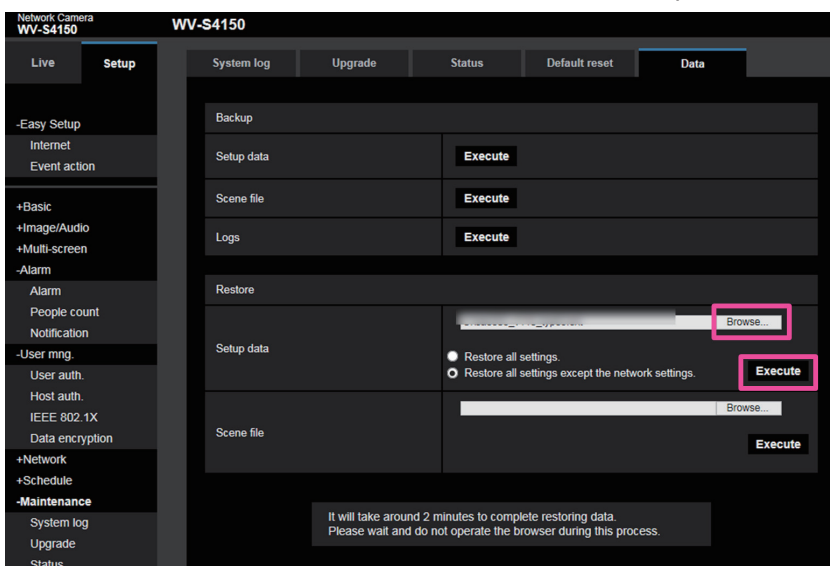 Network Camera
WV-S4150
WV-S4150
Live
Setup
System log
Upgrade
Status
Default reset
Data
-Easy Setup
Internet
Event action
+Basic
+Image/Audio
+Multi-screen
-Alarm
Alarm
People count
Notification
-User mng.
User auth.
Host auth.
IEEE 802.1X
Data encryption
+Network
+Schedule
-Maintenance
System log
Upgrade
Status
Backup
Setup data
Execute
Scene file
Execute
Logs
Execute
Restore
Setup data
Browse...
Restore all settings.
Restore all settings except the network settings.
Execute
Scene file
Browse...
Execute
It will take around 2 minutes to complete restoring data.
Please wait and do not operate the browser during this process.